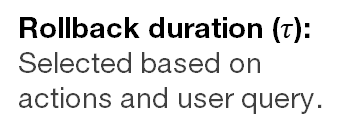 Rollback duration (τ):
Selected based on
actions and user query.